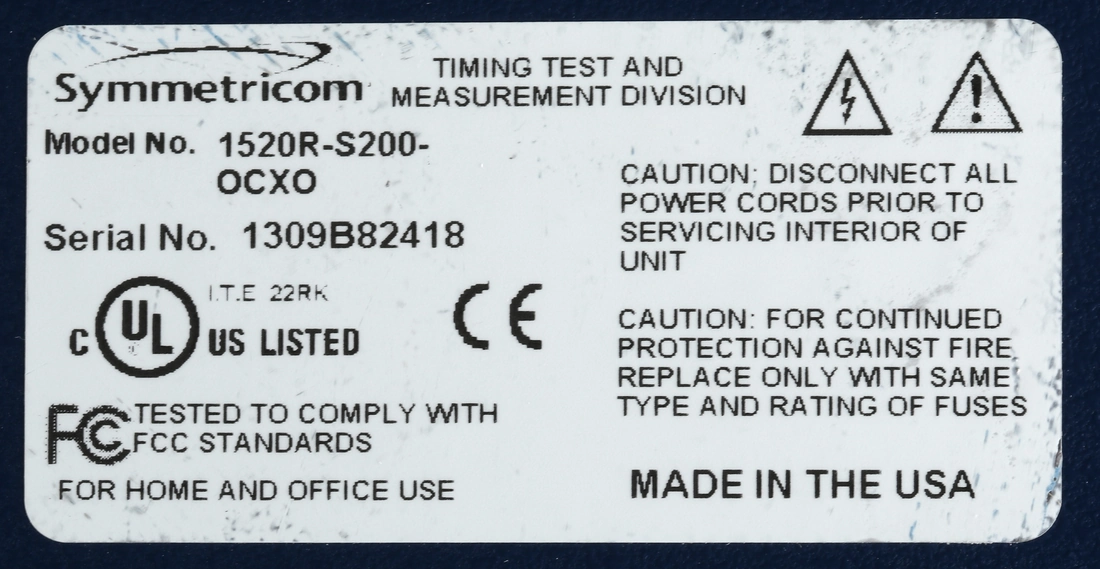 Symmetricom
TIMING TEST AND
MEASUREMENT DIVISION
Model No. 1520R-S200-
OCXO
Serial No. 1309B82418
I.T.E 22RK
C UL US LISTED
CE
FC TESTED TO COMPLY WITH
FCC STANDARDS
FOR HOME AND OFFICE USE
CAUTION: DISCONNECT ALL
POWER CORDS PRIOR TO
SERVICING INTERIOR OF
UNIT
CAUTION: FOR CONTINUED
PROTECTION AGAINST FIRE
REPLACE ONLY WITH SAME
TYPE AND RATING OF FUSES
MADE IN THE USA